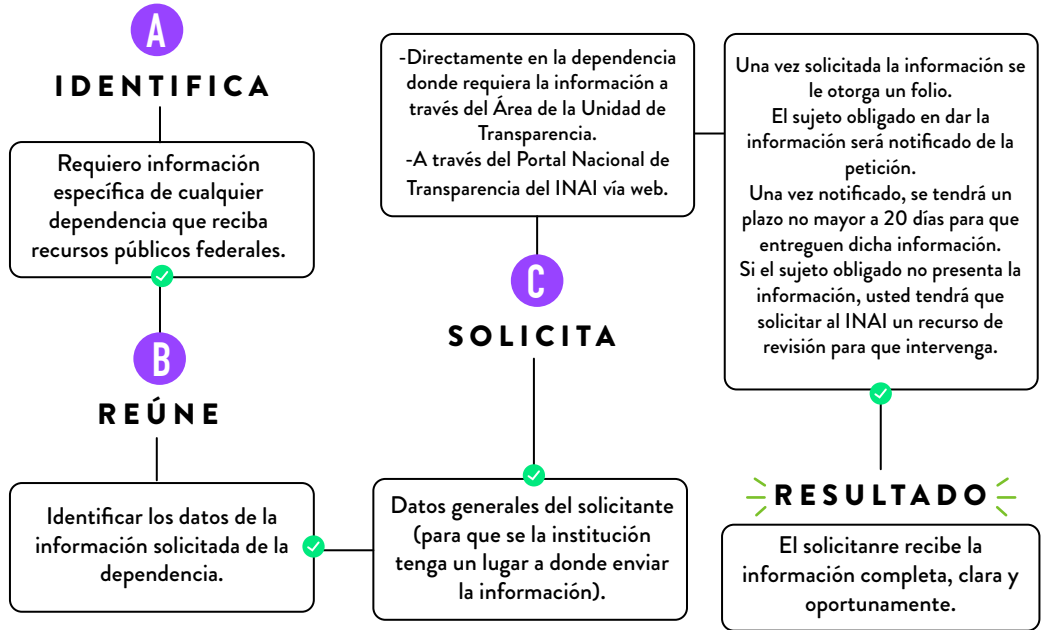 A
IDENTIFICA
Requiero información
específica de cualquier
dependencia que reciba
recursos públicos federales.
B
REÚNE
Identificar los datos de la
información solicitada de la
dependencia.
Datos generales del solicitante
(para que se la institución
tenga un lugar a donde enviar
la información).
C
SOLICITA
-Directamente en la dependencia
donde requiera la información a
través del Área de la Unidad de
Transparencia.
-A través del Portal Nacional de
Transparencia del INAI vía web.
Una vez solicitada la información se
le otorga un folio.
El sujeto obligado en dar la
información será notificado de la
petición.
Una vez notificado, se tendrá un
plazo no mayor a 20 días para que
entreguen dicha información.
Si el sujeto obligado no presenta la
información, usted tendrá que
solicitar al INAI un recurso de
revisión para que intervenga.
RESULTADO
El solicitanre recibe la
información completa, clara y
oportunamente.